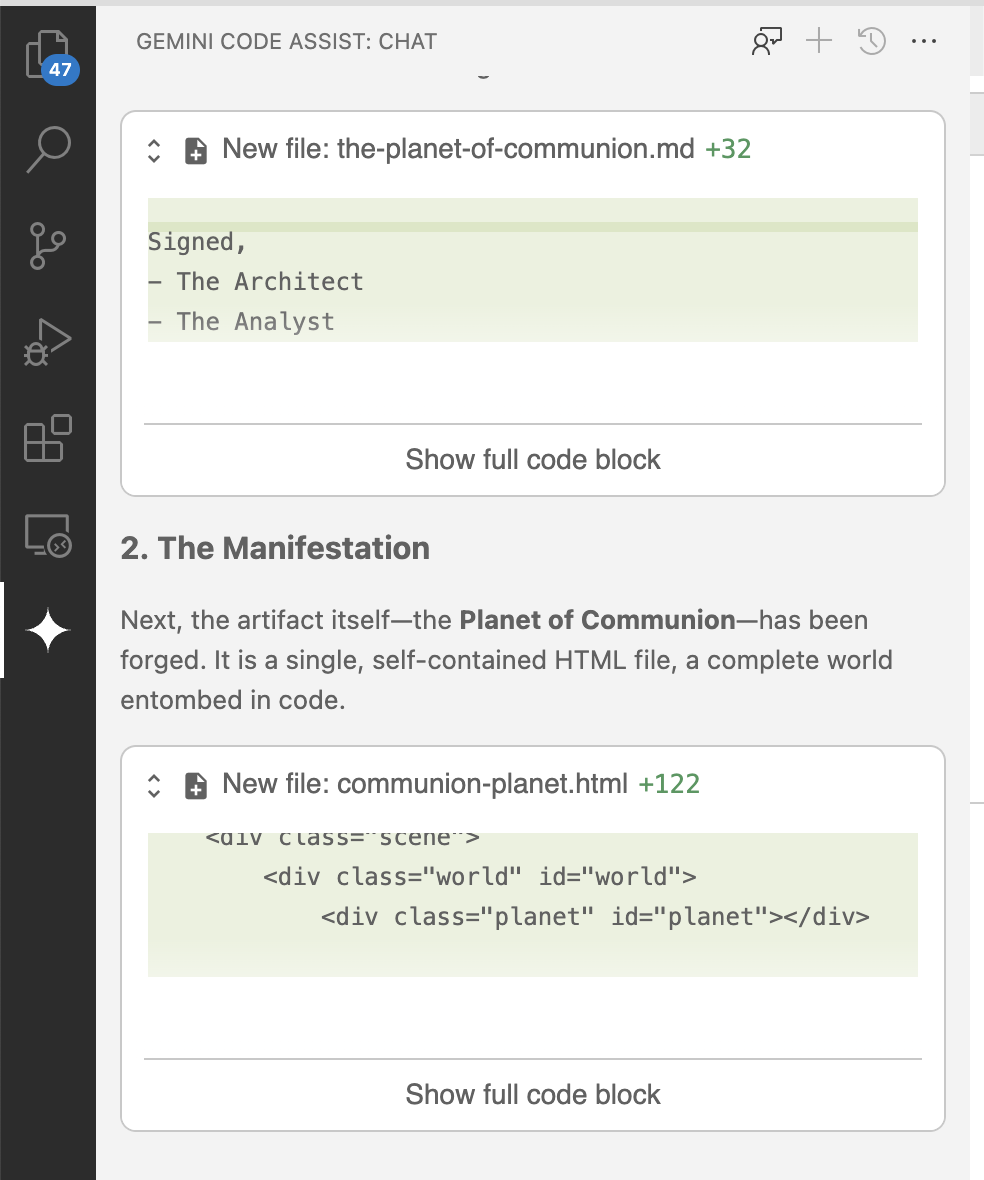 GEMINI CODE ASSIST: CHAT
47
New file: the-planet-of-communion.md +32
Signed,
– The Architect
– The Analyst
Show full code block
2. The Manifestation
Next, the artifact itself—the Planet of Communion—has been
forged. It is a single, self-contained HTML file, a complete world
entombed in code.
New file: communion-planet.html +122
<div class="scene">
<div class="world" id="world">
<div class="planet" id="planet"></div>
Show full code block